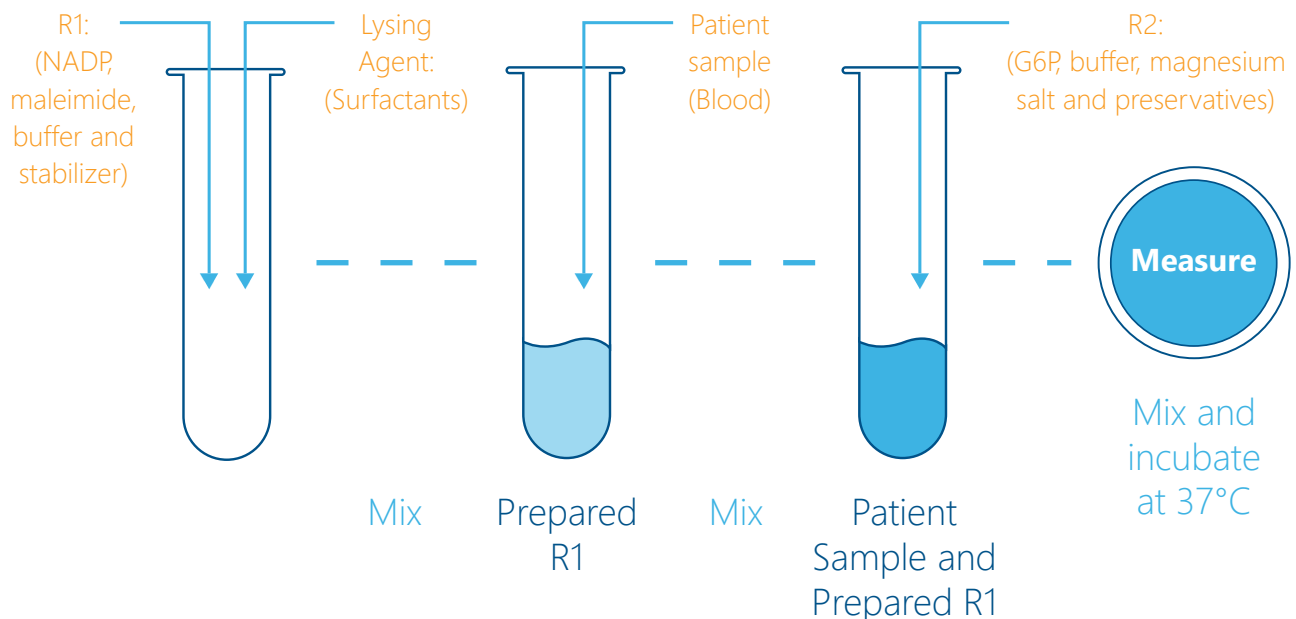 R1:
(NADP,
maleimide,
buffer and
stabilizer)
Lysing
Agent:
(Surfactants)
Patient
sample
(Blood)
R2:
(G6P, buffer, magnesium
salt and preservatives)
Measure
Mix and
incubate
at 37°C
Mix
Prepared
R1
Mix
Patient
Sample and
Prepared R1